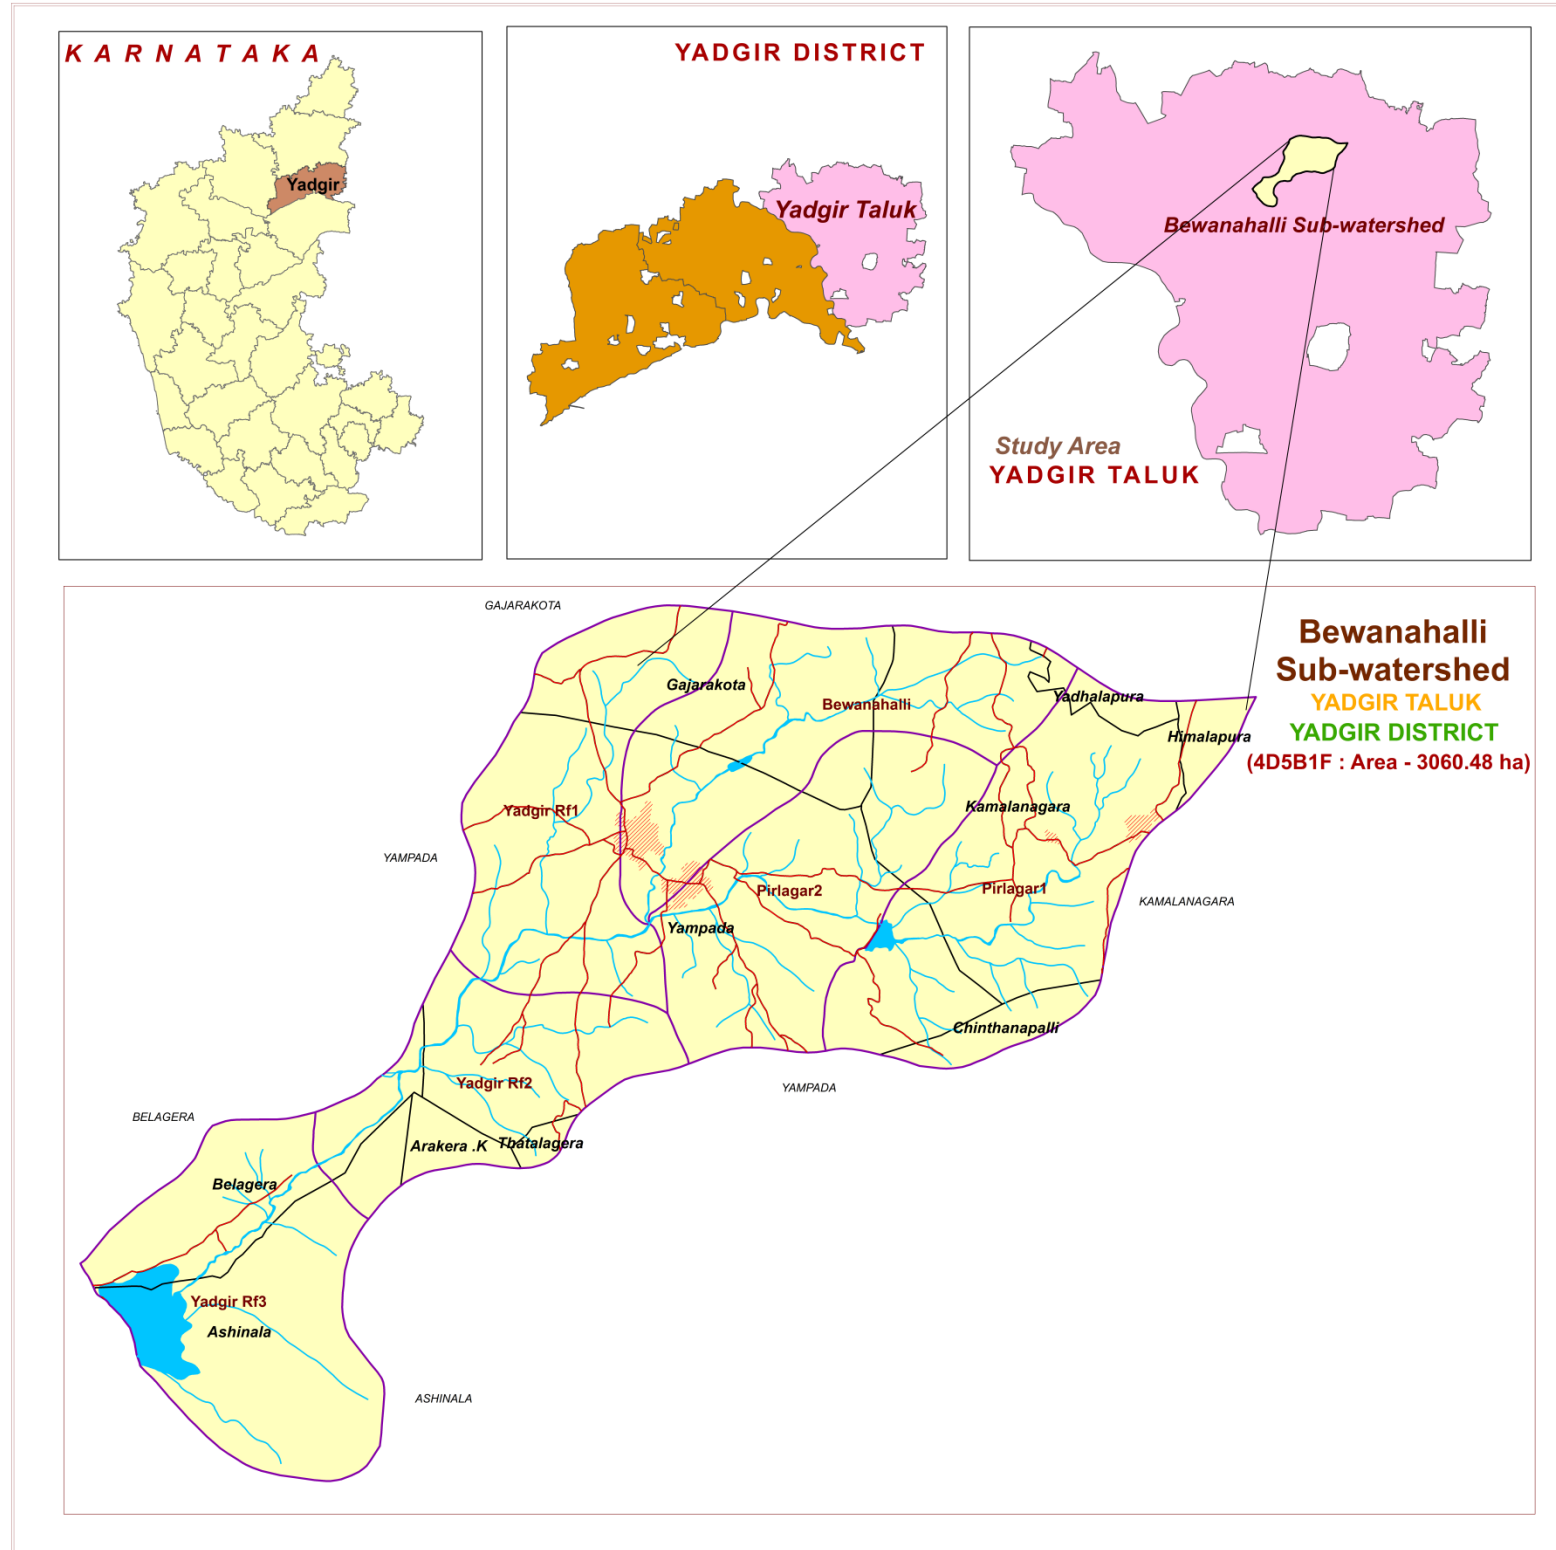 K A R N A T A K A
Yadgir
YADGIR DISTRICT
Yadgir Taluk
Bewanahalli Sub-watershed
Study Area
YADGIR TALUK
Bewanahalli
Sub-watershed
YADGIR TALUK
YADGIR DISTRICT
(4D5B1F : Area - 3060.48 ha)
GAJARAKOTA
Gajarakota
Bewanahalli
Yadhalapura
Himalapura
Yadgir Rf1
Kamalanagara
YAMPADA
Pirlagar2
Pirlagar1
KAMALANAGARA
Yampada
Chinthanapalli
Yadgir Rf2
YAMPADA
BELAGERA
Arakera .K
Thatalagera
Belagera
Yadgir Rf3
Ashinala
ASHINALA